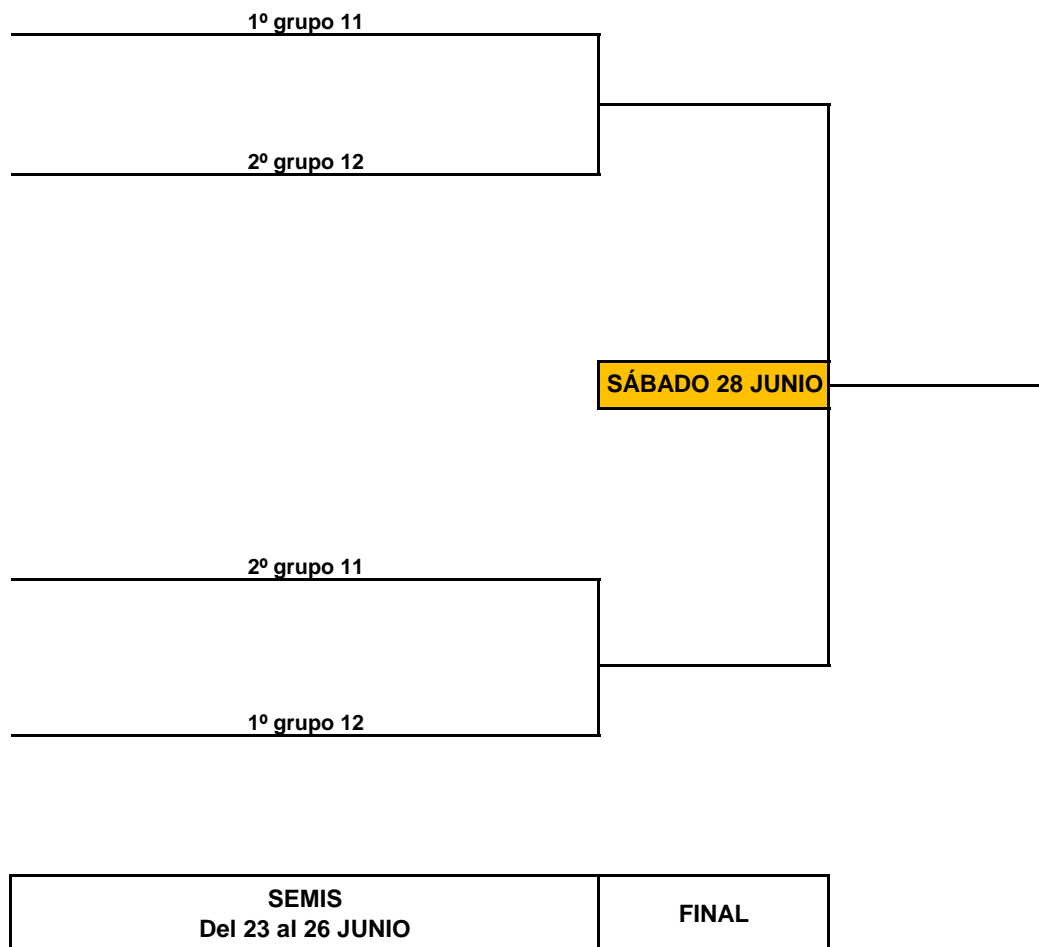 1º grupo 11
2º grupo 12
SÁBADO 28 JUNIO
2º grupo 11
1º grupo 12
SEMIS
Del 23 al 26 JUNIO
FINAL